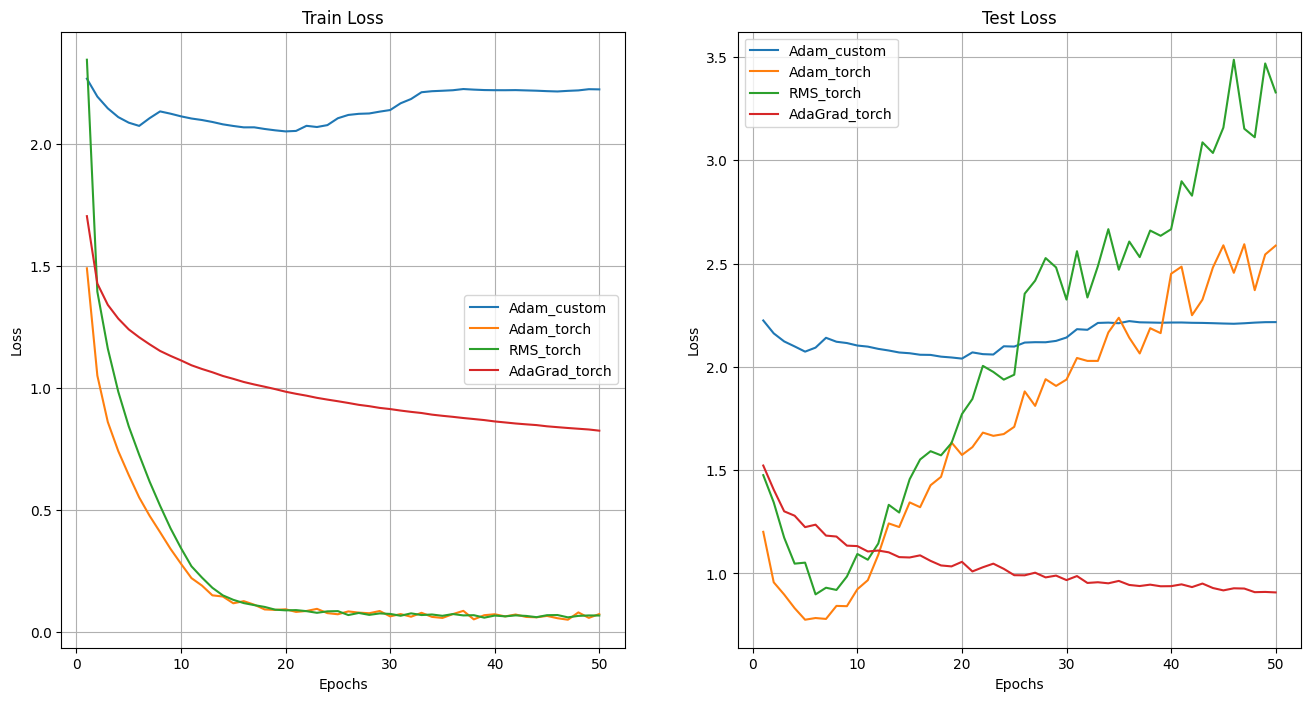 Train Loss
Loss
2.0
1.5
1.0
0.5
0.0
Adam_custom
Adam_torch
RMS_torch
AdaGrad_torch
0 10 20 30 40 50
Epochs
Test Loss
Loss
3.5
3.0
2.5
2.0
1.5
1.0
Adam_custom
Adam_torch
RMS_torch
AdaGrad_torch
0 10 20 30 40 50
Epochs